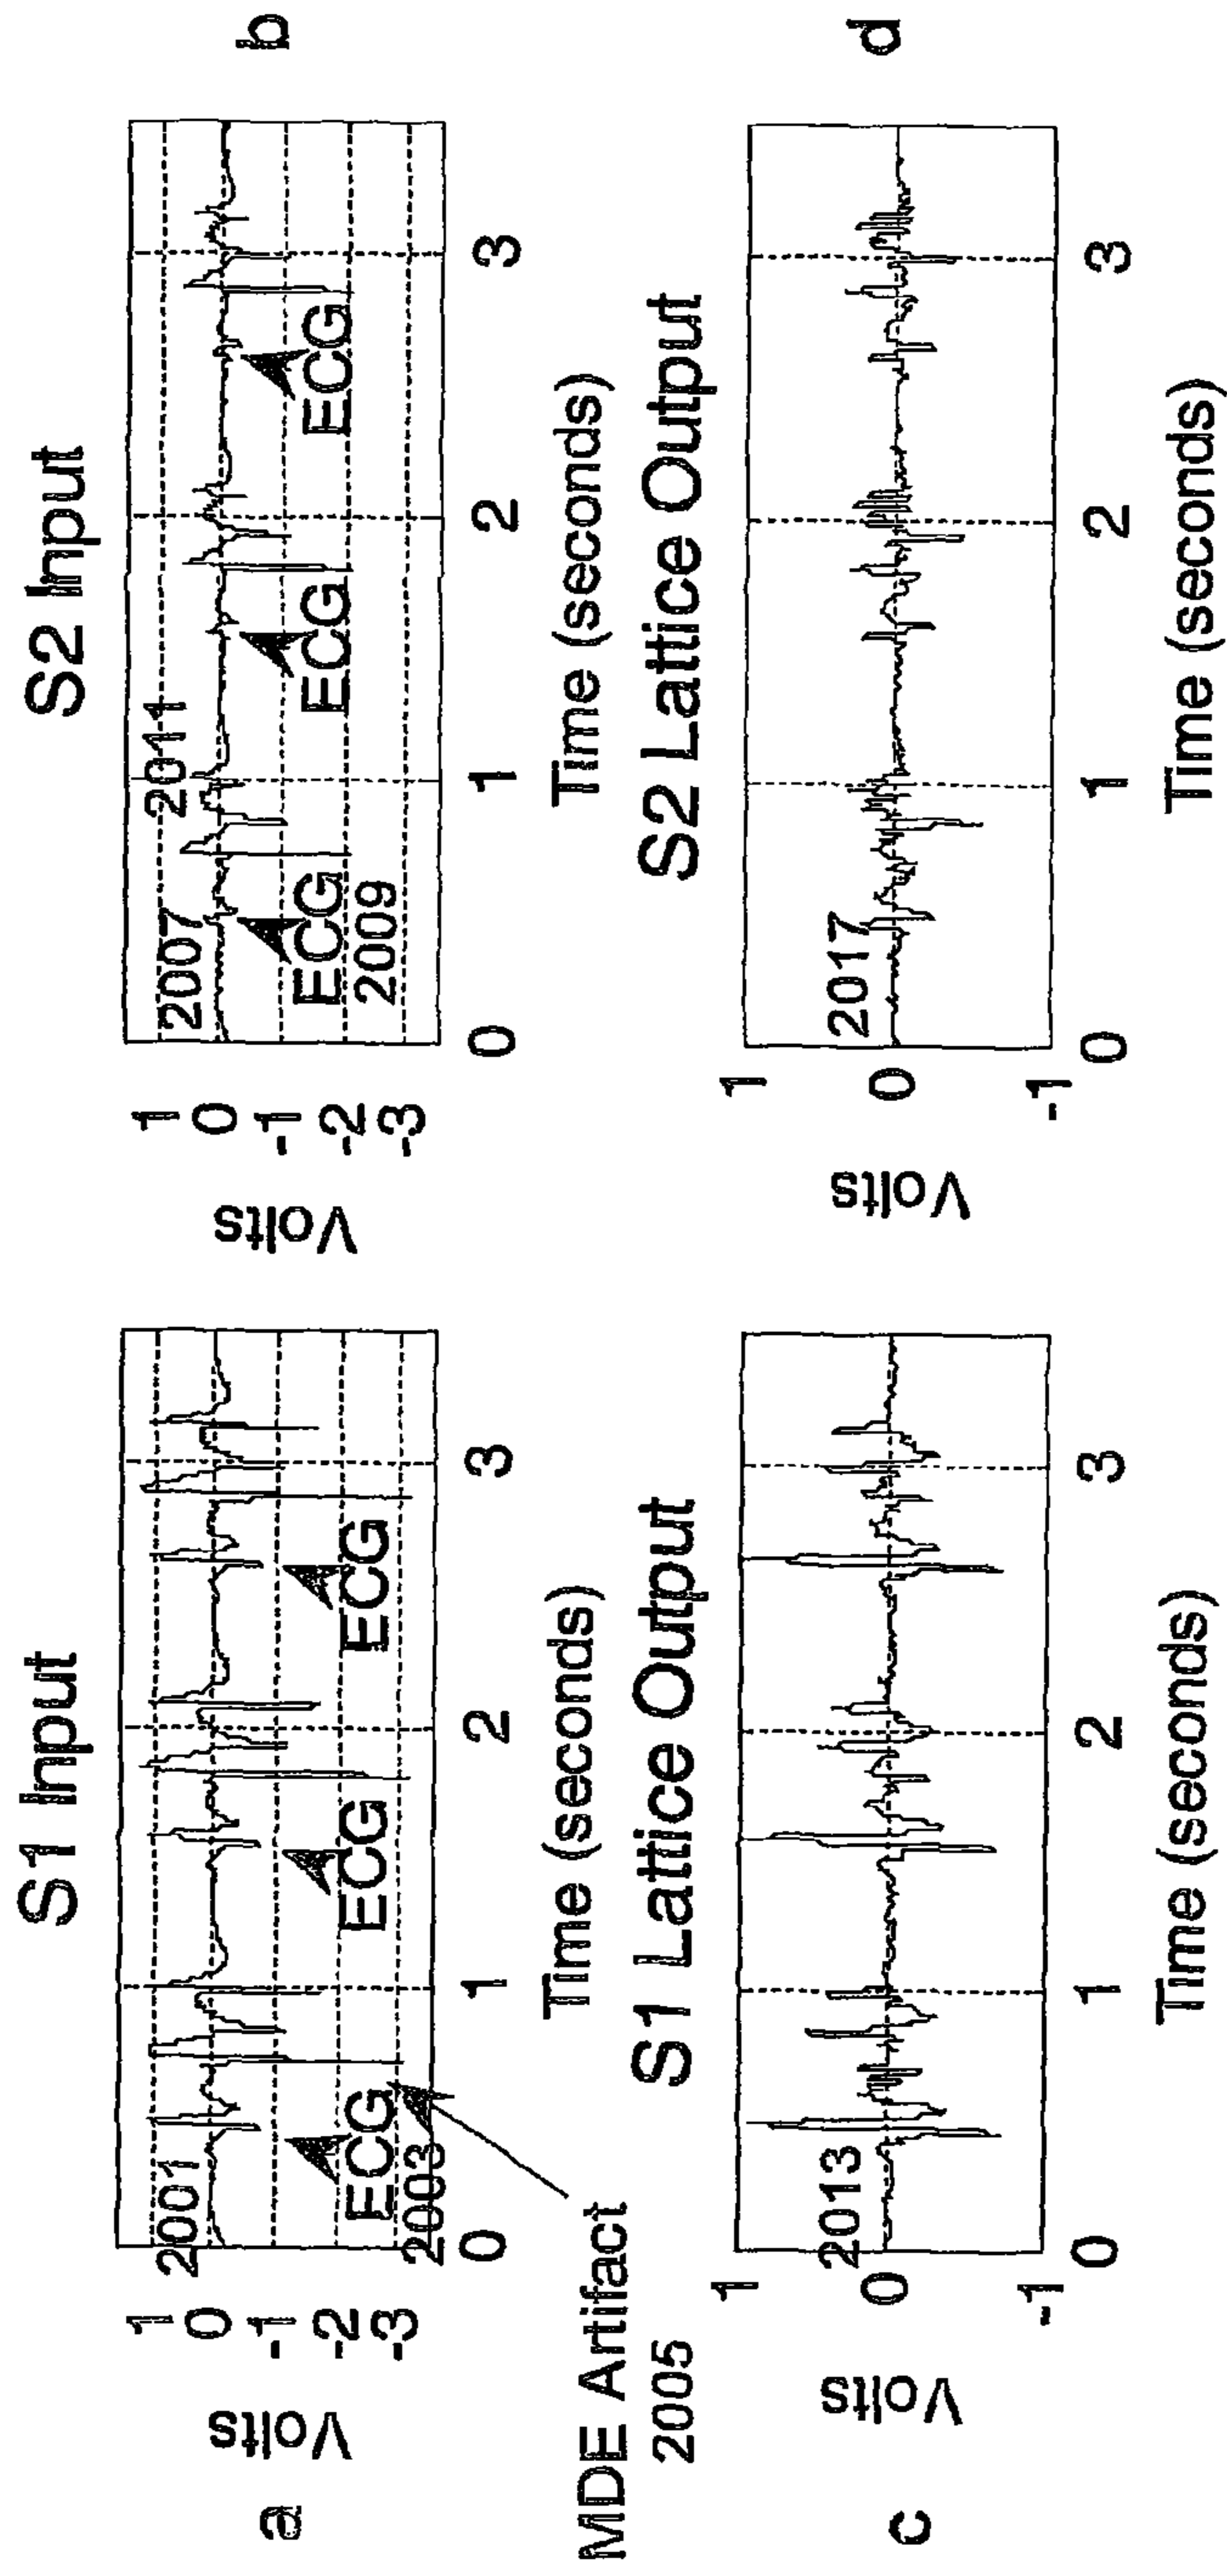 S1 Input
a
Volts
1
0
-1
-2
-3
2001
ECG
ECG
ECG
2003
0
1
2
3
Time (seconds)
MDE Artifact
2005
S2 Input
b
Volts
1
0
-1
-2
-3
2007
2011
ECG
ECG
ECG
2009
0
1
2
3
Time (seconds)
S1 Lattice Output
c
Volts
1
0
-1
2013
0
1
2
3
Time (seconds)
S2 Lattice Output
d
Volts
1
0
-1
2017
0
1
2
3
Time (seconds)